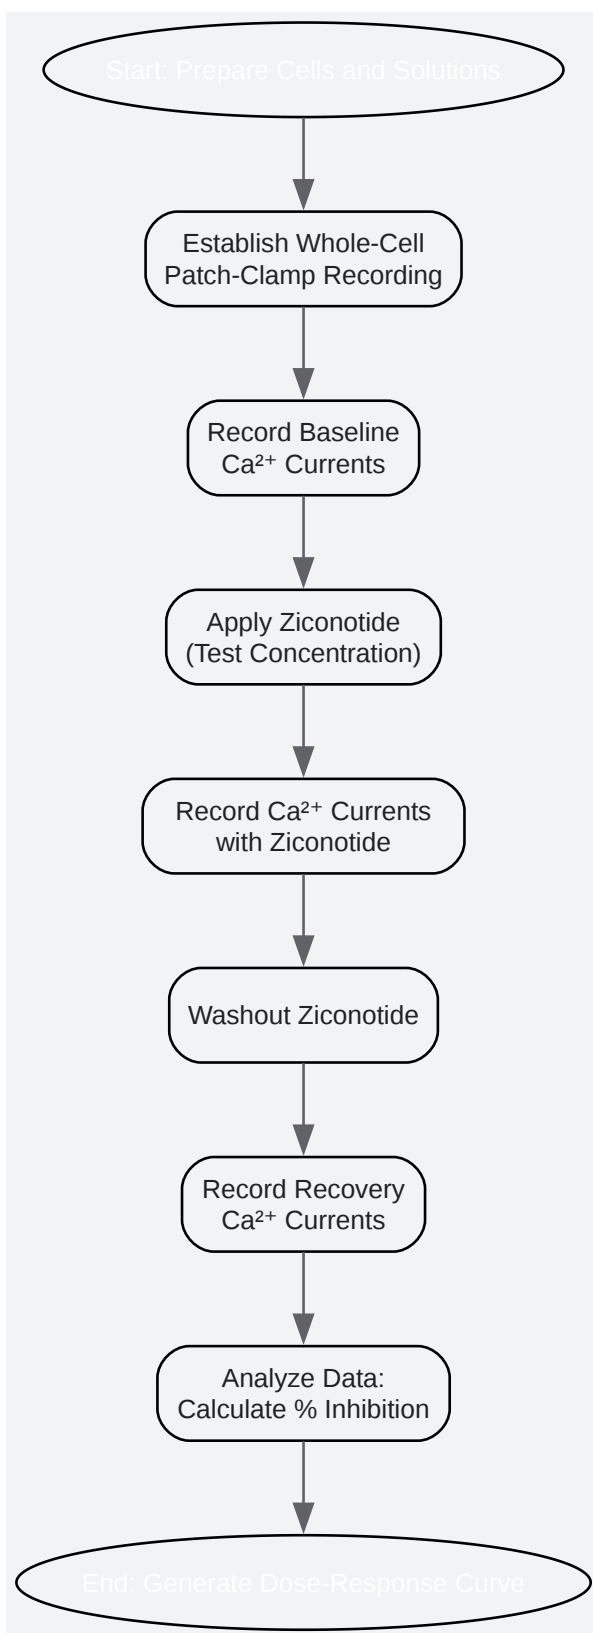 Start: Prepare Cells and Solutions
Establish Whole-Cell
Patch-Clamp Recording
Record Baseline
Ca²⁺ Currents
Apply Ziconotide
(Test Concentration)
Record Ca²⁺ Currents
with Ziconotide
Washout Ziconotide
Record Recovery
Ca²⁺ Currents
Analyze Data:
Calculate % Inhibition
End: Generate Dose-Response Curve